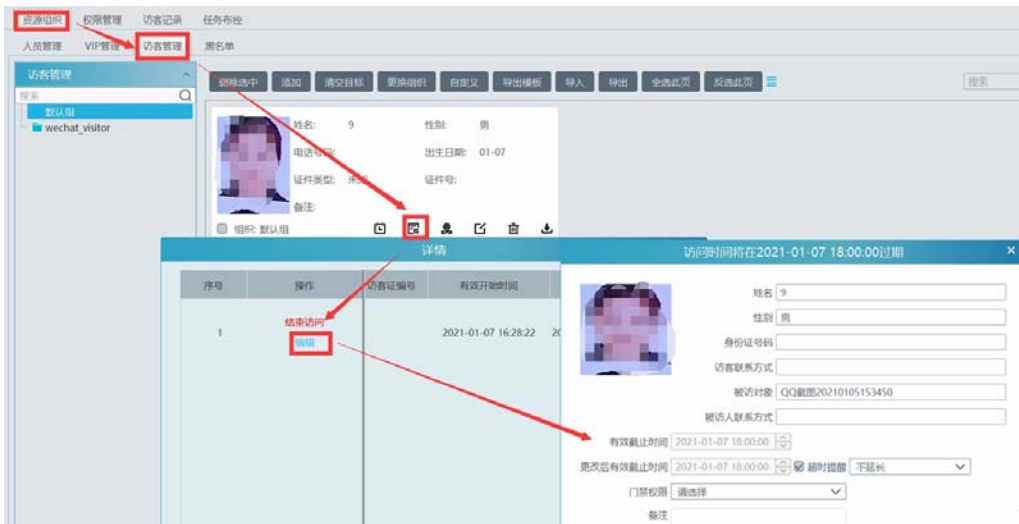 资源组织 权限管理 访客记录 任务布控
人员管理 VIP管理 访客管理 黑名单
访客管理
删除选中 添加 清空目标 更换组织 自定义 导出模板 导入 导出 全选此页 反选此页 搜索
搜索
默认组
wechat_visitor
姓名: 9 性别: 男
电话号码: 出生日期: 01-07
证件类型: 证件号:
备注:
组织: 默认组
详情
序号 操作 访客证编号 有效开始时间
1 结束访问 2021-01-07 16:28:22 20
编辑
访问时间将在2021-01-07 18:00:00过期 ×
姓名 9
性别 男
身份证号码
访客联系方式
被访对象 QQ截图20210105153450
被访人联系方式
有效截止时间 2021-01-07 18:00:00
更改后有效截止时间 2021-01-07 18:00:00 超时提醒 不延长
门禁权限 请选择
备注